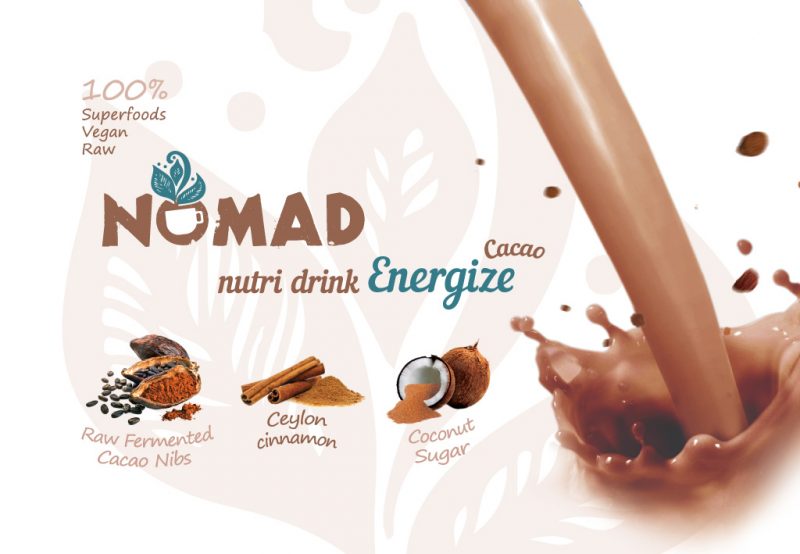 100%
Superfoods
Vegan
Raw
NOMAD
nutri drink Energize Cacao
Raw Fermented
Cacao Nibs
Ceylon
cinnamon
Coconut
Sugar